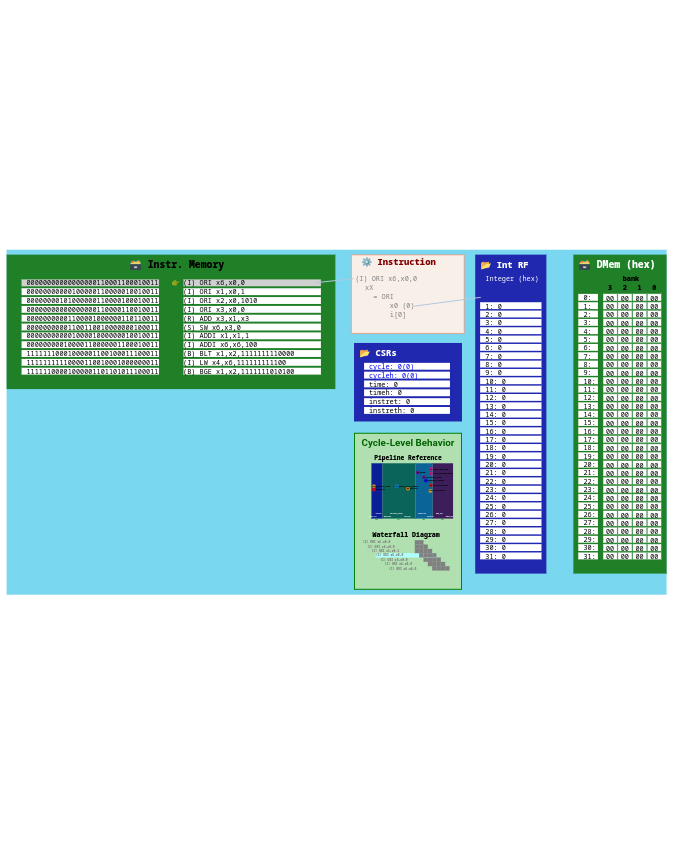 🗃️ Instr. Memory
00000000000000000110001100010011 (I) ORI x6,x0,0
00000000000100000110000010010011 (I) ORI x1,x0,1
00000000101000000110000100010011 (I) ORI x2,x0,1010
00000000000000000110000110010011 (I) ORI x3,x0,0
00000000001100001000000110110011 (R) ADD x3,x1,x3
00000000001100110010000000100011 (S) SW x6,x3,0
00000000000100001000000010010011 (I) ADDI x1,x1,1
00000000010000110000001100010011 (I) ADDI x6,x6,100
11111110001000001100100011100011 (B) BLT x1,x2,1111111110000
11111111110000110010001000000011 (I) LW x4,x6,111111111100
11111100001000001101101011100011 (B) BGE x1,x2,1111111010100
Instruction
(I) ORI x6,x0,0
xX
= ORI
x0 (0)
i[0]
CSRs
cycle: 0(0)
cycleh: 0(0)
time: 0
timeh: 0
instret: 0
instreth: 0
Cycle-Level Behavior
Pipeline Reference
Waterfall Diagram
Int RF
Integer (hex)
1: 0
2: 0
3: 0
4: 0
5: 0
6: 0
7: 0
8: 0
9: 0
10: 0
11: 0
12: 0
13: 0
14: 0
15: 0
16: 0
17: 0
18: 0
19: 0
20: 0
21: 0
22: 0
23: 0
24: 0
25: 0
26: 0
27: 0
28: 0
29: 0
30: 0
31: 0
DMem (hex)
bank
3 2 1 0
0: 00 00 00 00
1: 00 00 00 00
2: 00 00 00 00
3: 00 00 00 00
4: 00 00 00 00
5: 00 00 00 00
6: 00 00 00 00
7: 00 00 00 00
8: 00 00 00 00
9: 00 00 00 00
10: 00 00 00 00
11: 00 00 00 00
12: 00 00 00 00
13: 00 00 00 00
14: 00 00 00 00
15: 00 00 00 00
16: 00 00 00 00
17: 00 00 00 00
18: 00 00 00 00
19: 00 00 00 00
20: 00 00 00 00
21: 00 00 00 00
22: 00 00 00 00
23: 00 00 00 00
24: 00 00 00 00
25: 00 00 00 00
26: 00 00 00 00
27: 00 00 00 00
28: 00 00 00 00
29: 00 00 00 00
30: 00 00 00 00
31: 00 00 00 00